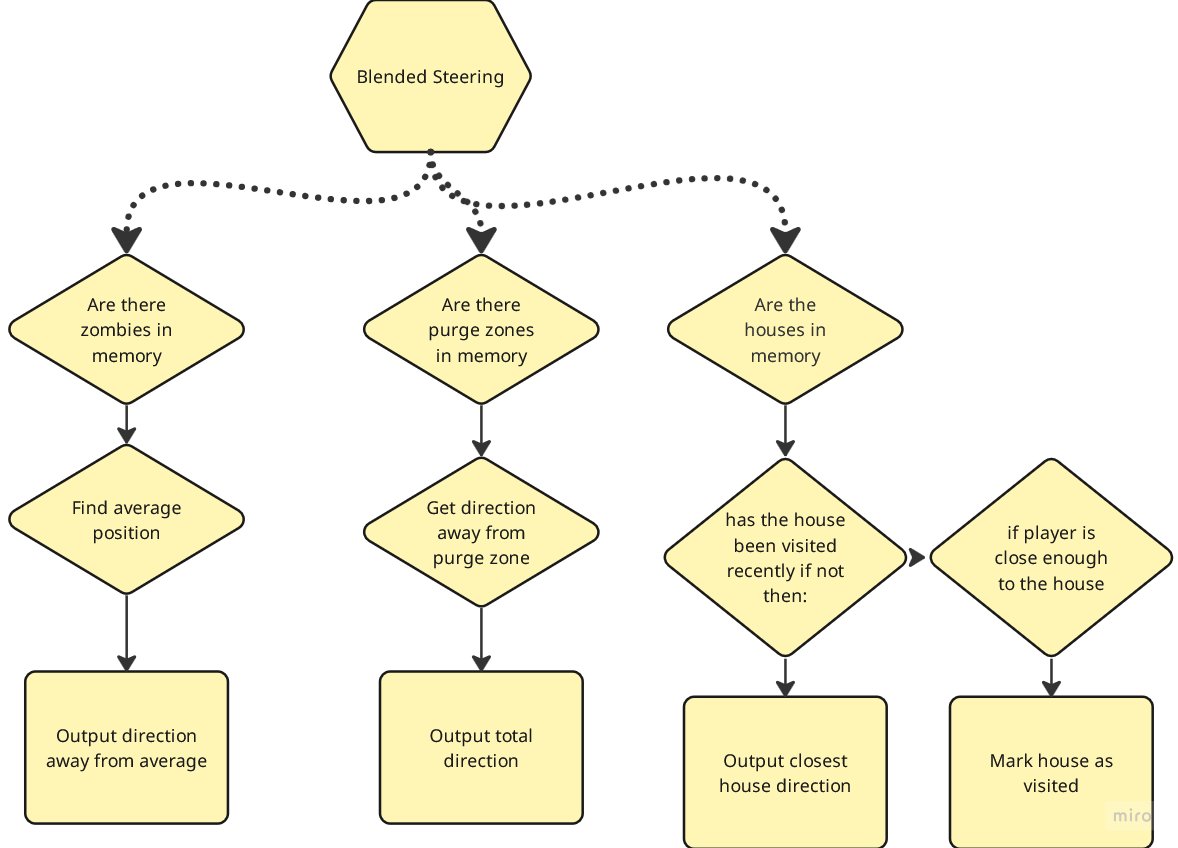 Blended Steering
Are there
zombies in
memory
Are there
purge zones
in memory
Are the
houses in
memory
Find average
position
Get direction
away from
purge zone
has the house
been visited
recently if not
then:
if player is
close enough
to the house
Output direction
away from average
Output total
direction
Output closest
house direction
Mark house as
visited
miro